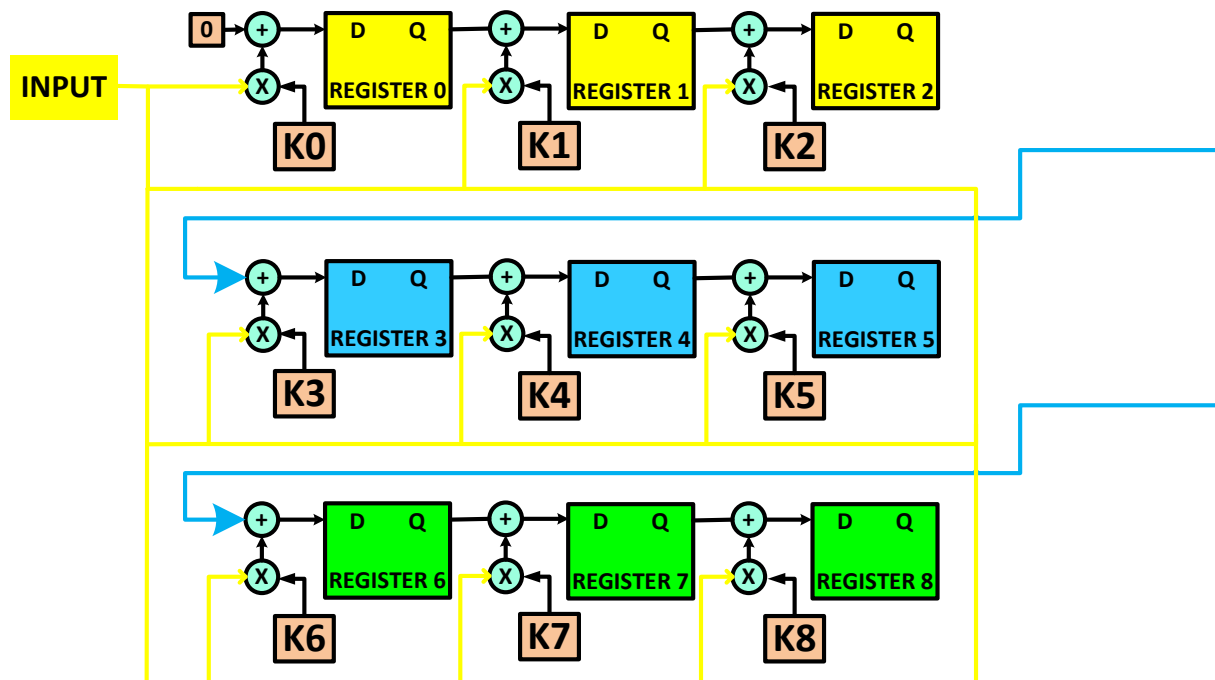 0 + D Q + D Q + D Q
INPUT X REGISTER 0 X REGISTER 1 X REGISTER 2
K0 K1 K2
+ D Q + D Q + D Q
X REGISTER 3 X REGISTER 4 X REGISTER 5
K3 K4 K5
+ D Q + D Q + D Q
X REGISTER 6 X REGISTER 7 X REGISTER 8
K6 K7 K8